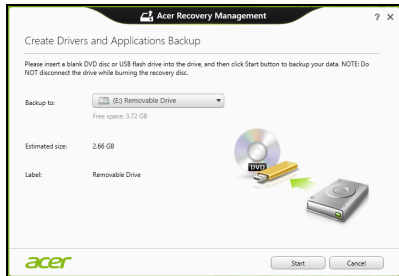 Acer Recovery Management
? X
Create Drivers and Applications Backup
Please insert a blank DVD disc or USB flash drive into the drive, and then click Start button to backup your data. NOTE: Do
NOT disconnect the drive while burning the recovery disc.
Backup to: (E:) Removable Drive
Free space: 3.72 GB
Estimated size: 2.66 GB
DVD
Label: Removable Drive
acer
Start Cancel